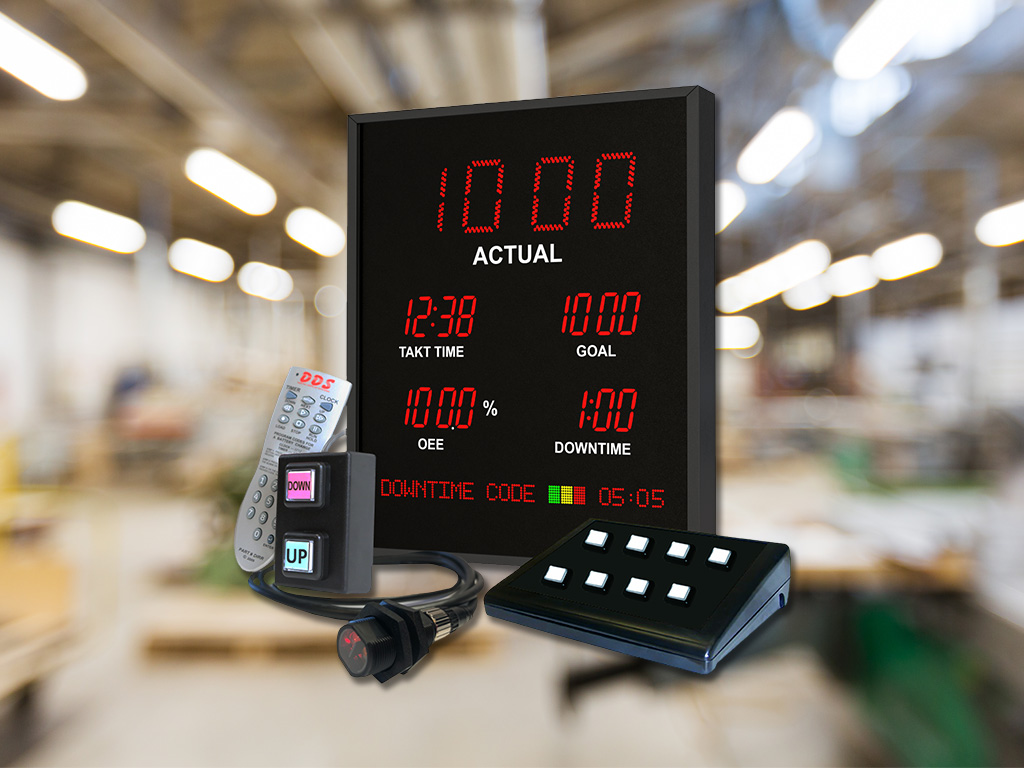 1000
ACTUAL
12:38
TAKT TIME
1000
GOAL
100.0 %
OEE
1:00
DOWNTIME
DOWNTIME CODE 05:05
DDS
TIMER
CLOCK
DOWN
UP